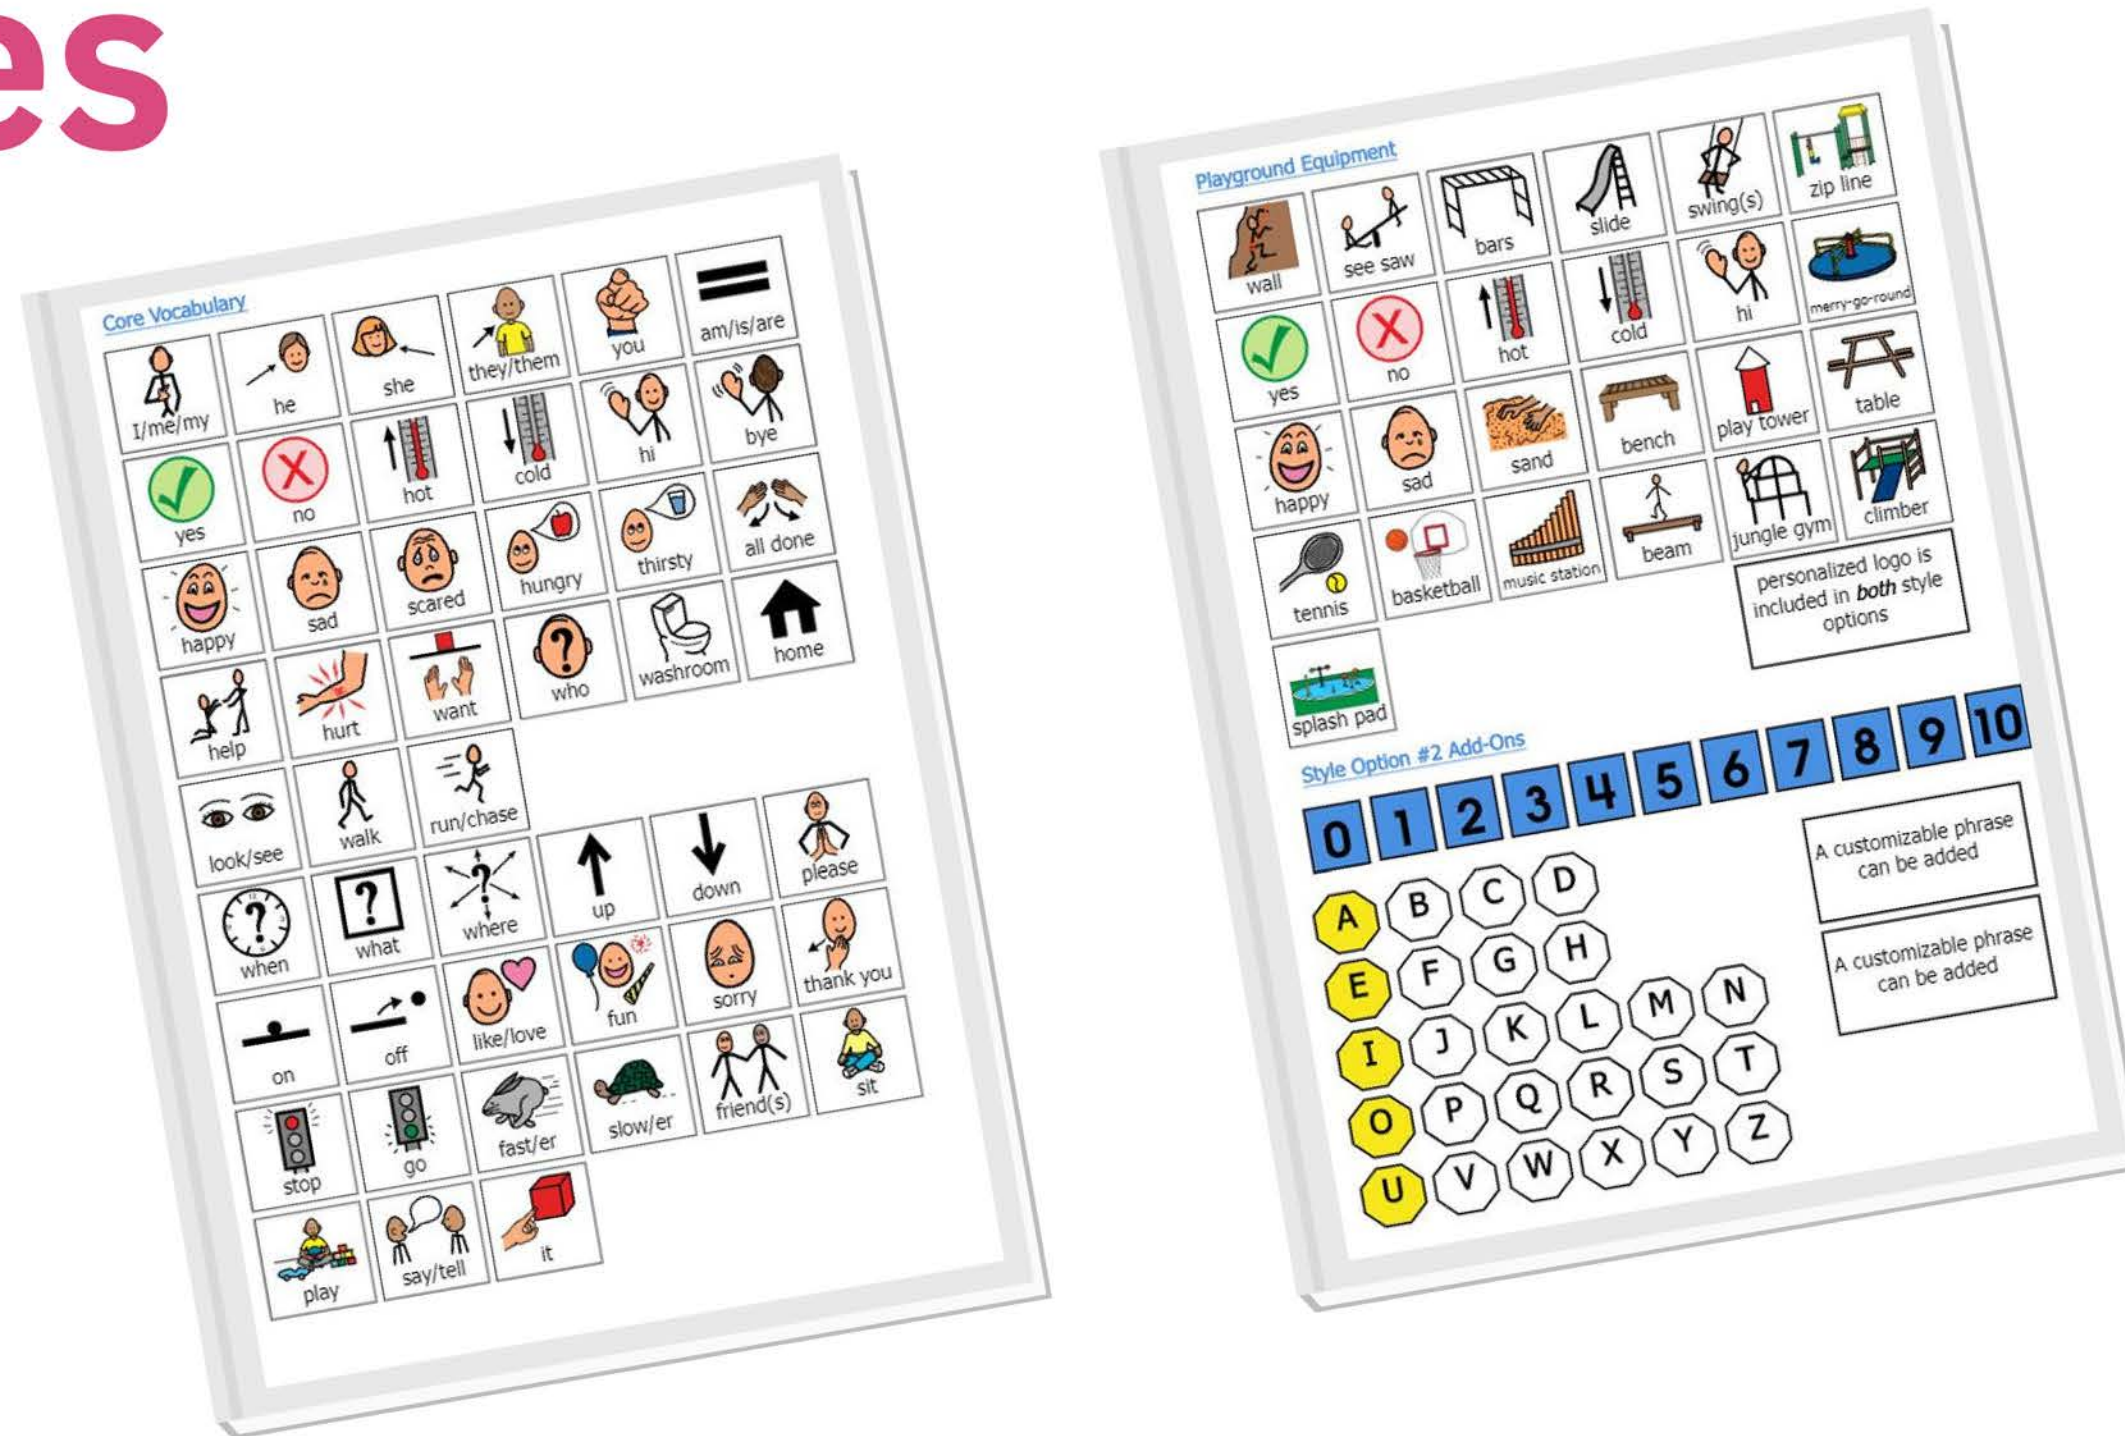 es
Core Vocabulary
I/me/my he she they/them you am/is/are
yes no hot cold hi bye
happy sad scared hungry thirsty all done
help hurt want who washroom home
look/see walk run/chase
when what where up down please
on off like/love fun sorry thank you
stop go fast/er slow/er friend(s) sit
play say/tell it
Playground Equipment
wall see saw bars slide swing(s) zip line
yes no hot cold hi merry-go-round
happy sad sand bench play tower table
tennis basketball music station beam jungle gym climber
splash pad
personalized logo is
included in both style
options
Style Option #2 Add-Ons
0 1 2 3 4 5 6 7 8 9 10
A B C D
E F G H
I J K L M N
O P Q R S T
U V W X Y Z
A customizable phrase
can be added
A customizable phrase
can be added